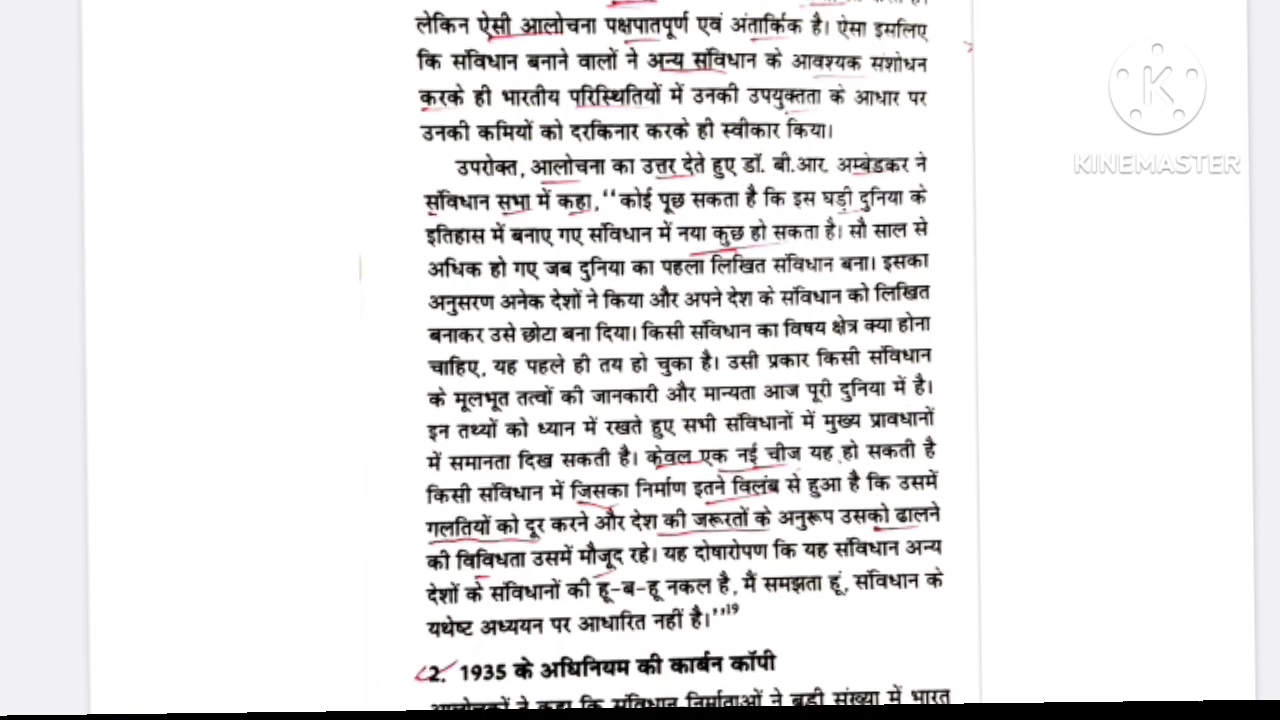 लेकिन ऐसी आलोचना पक्षपातपूर्ण एवं अंतार्किक है। ऐसा इसलिए
कि संविधान बनाने वालों ने अन्य संविधान के आवश्यक संशोधन
करके ही भारतीय परिस्थितियों में उनकी उपयुक्तता के आधार पर
उनकी कमियों को दरकिनार करके ही स्वीकार किया।
उपरोक्त, आलोचना का उत्तर देते हुए डॉ. बी.आर. अम्बेडकर ने
संविधान सभा में कहा, ‘‘कोई पूछ सकता है कि इस घड़ी दुनिया के
इतिहास में बनाए गए संविधान में नया कुछ हो सकता है। सौ साल से
अधिक हो गए जब दुनिया का पहला लिखित संविधान बना। इसका
अनुसरण अनेक देशों ने किया और अपने देश के संविधान को लिखित
बनाकर उसे छोटा बना दिया। किसी संविधान का विषय क्षेत्र क्या होना
चाहिए, यह पहले ही तय हो चुका है। उसी प्रकार किसी संविधान
के मूलभूत तत्वों की जानकारी और मान्यता आज पूरी दुनिया में है।
इन तथ्यों को ध्यान में रखते हुए सभी संविधानों में मुख्य प्रावधानों
में समानता दिख सकती है। केवल एक नई चीज यह हो सकती है
किसी संविधान में जिसका निर्माण इतने विलंब से हुआ है कि उसमें
गलतियों को दूर करने और देश की जरूरतों के अनुरूप उसको ढालने
की विविधता उसमें मौजूद रहे। यह दोषारोपण कि यह संविधान अन्य
देशों के संविधानों की हू-ब-हू नकल है, मैं समझता हूं, संविधान के
यथेष्ट अध्ययन पर आधारित नहीं है।’’19
2. 1935 के अधिनियम की कार्बन कॉपी
आलोचकों ने कहा कि संविधान निर्माताओं ने बड़ी संख्या में भारत
K
KINEMASTER